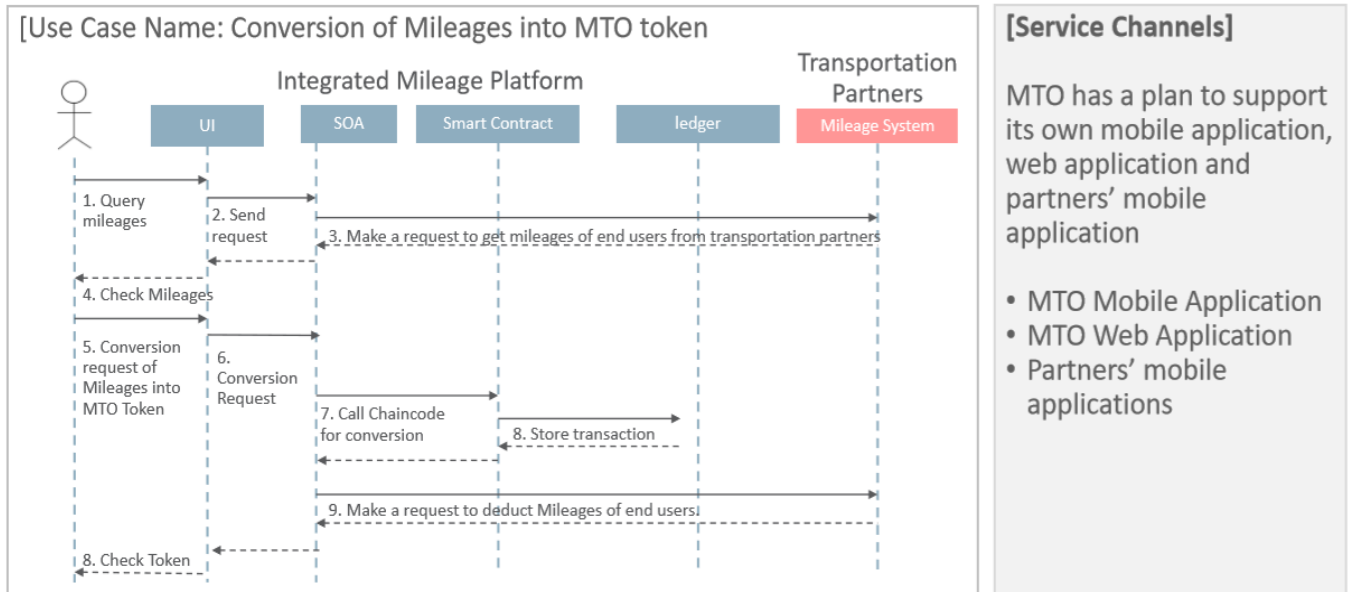 [Use Case Name: Conversion of Mileages into MTO token
Integrated Mileage Platform
Transportation
Partners
UI
SOA
Smart Contract
ledger
Mileage System
1. Query
mileages
2. Send
request
3. Make a request to get mileages of end users from transportation partners
4. Check Mileages
5. Conversion
request of
Mileages into
MTO Token
6.
Conversion
Request
7. Call Chaincode
for conversion
8. Store transaction
9. Make a request to deduct Mileages of end users.
8. Check Token
[Service Channels]
MTO has a plan to support
its own mobile application,
web application and
partners’ mobile
application
• MTO Mobile Application
• MTO Web Application
• Partners’ mobile
applications